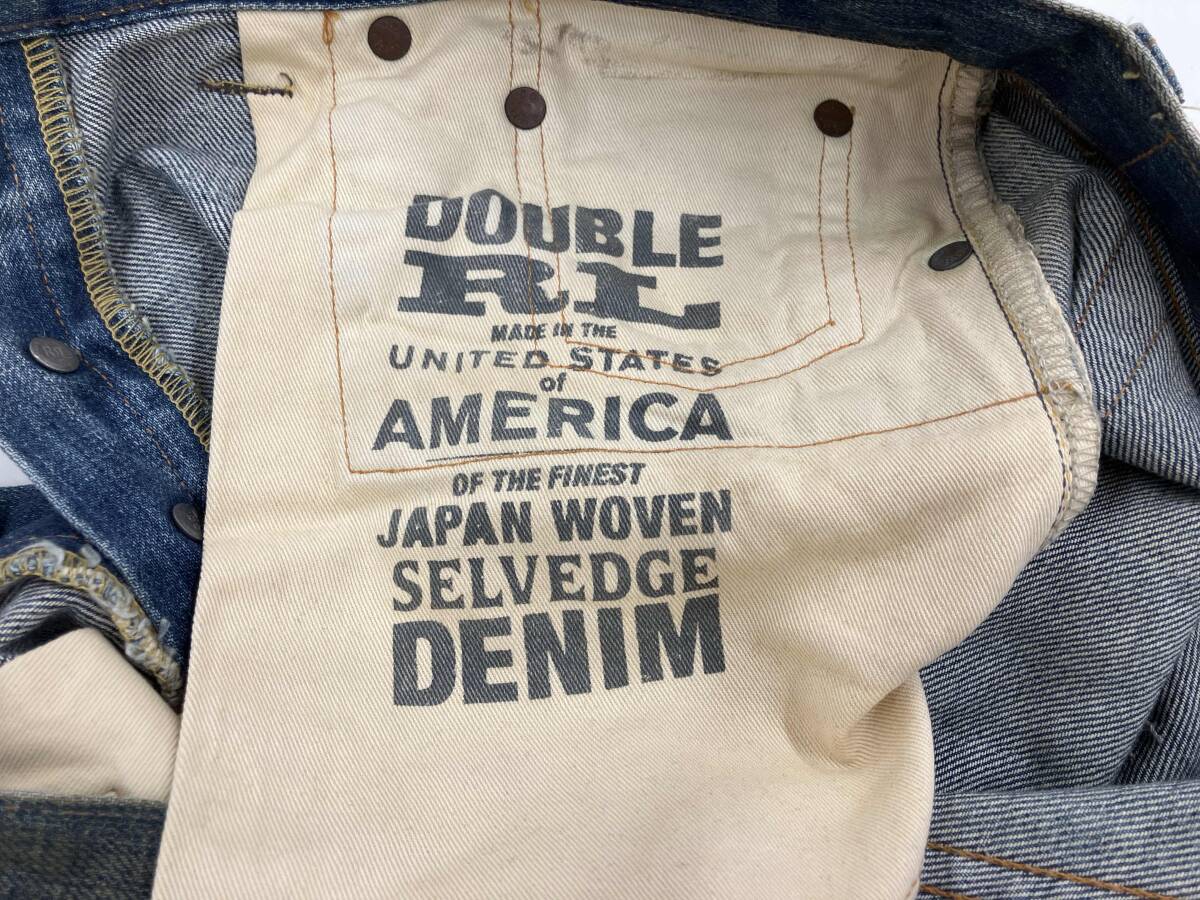 DOUBLE
RL
MADE IN THE
UNITED STATES
of
AMERICA
OF THE FINEST
JAPAN WOVEN
SELVEDGE
DENIM